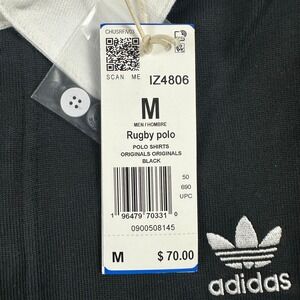 CHUSRFN03
SCAN ME
IZ4806
M
MEN / HOMBRE
Rugby polo
POLO SHIRTS
ORIGINALS ORIGINALS
BLACK
50
690
UPC
1 96479 70331 0
0900508145
M $ 70.00
adidas